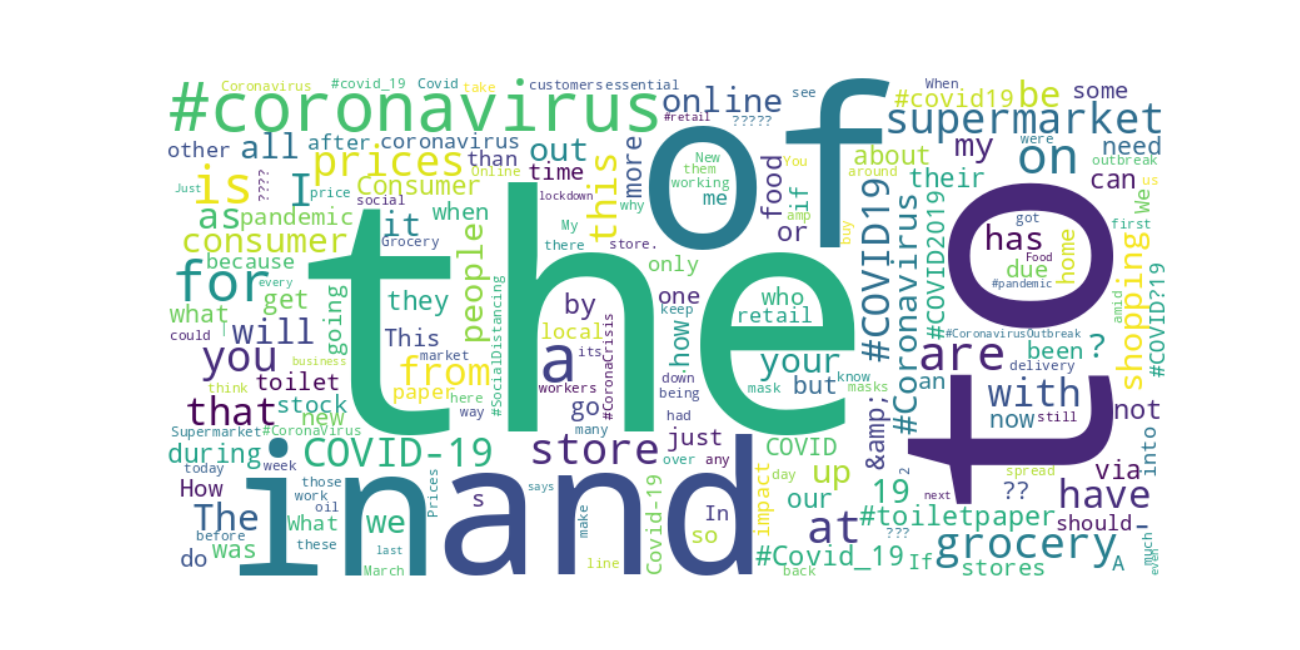 Coronavirus
#covid_19
Covid
take
customers
essential
#coronavirus
online
#retail
see
?????
When
#covid19
be
some
supermarket
other
all
after
coronavirus
prices
than
Online
out
time
more
of
New
them
working
me
food
You
if
amp
or
buy
about
around
my
were
on
need
outbreak
can
us
their
Just
is
????
I
price
Consumer
social
this
lockdown
why
as
pandemic
it
when
My
there
store.
consumer
Grocery
people
because
only
#COVID19
#Coronavirus
#COVID2019
to
got
has
Food
due
#pandemic
home
We
first
shopping
amid
#COVID?19
for
every
get
going
they
the
#SocialDistancing
by
one
keep
who
retail
what
I
could
will
This
local
#CoronaCrisis
how
#CoronavirusOutbreak
you
business
market
from
a
its
your
are
been
?
delivery
think
toilet
paper
here
workers
down
being
mask
but
know
masks
an
with
that
stock
new
way
go
had
now
still
not
Supermarket
#CoronaVirus
many
just
&amp;
during
COVID-19
store
over
any
COVID
into
today
week
in
and
those
work
oil
Prices
s
says
Covid-19
impact
day
up
2
19
spread
via
How
next
??
have
The
before
What
we
these
make
In
so
our
at
#toiletpaper
should
-
do
was
last
March
line
#Covid_19
back
???
If
grocery
stores
A
much
even